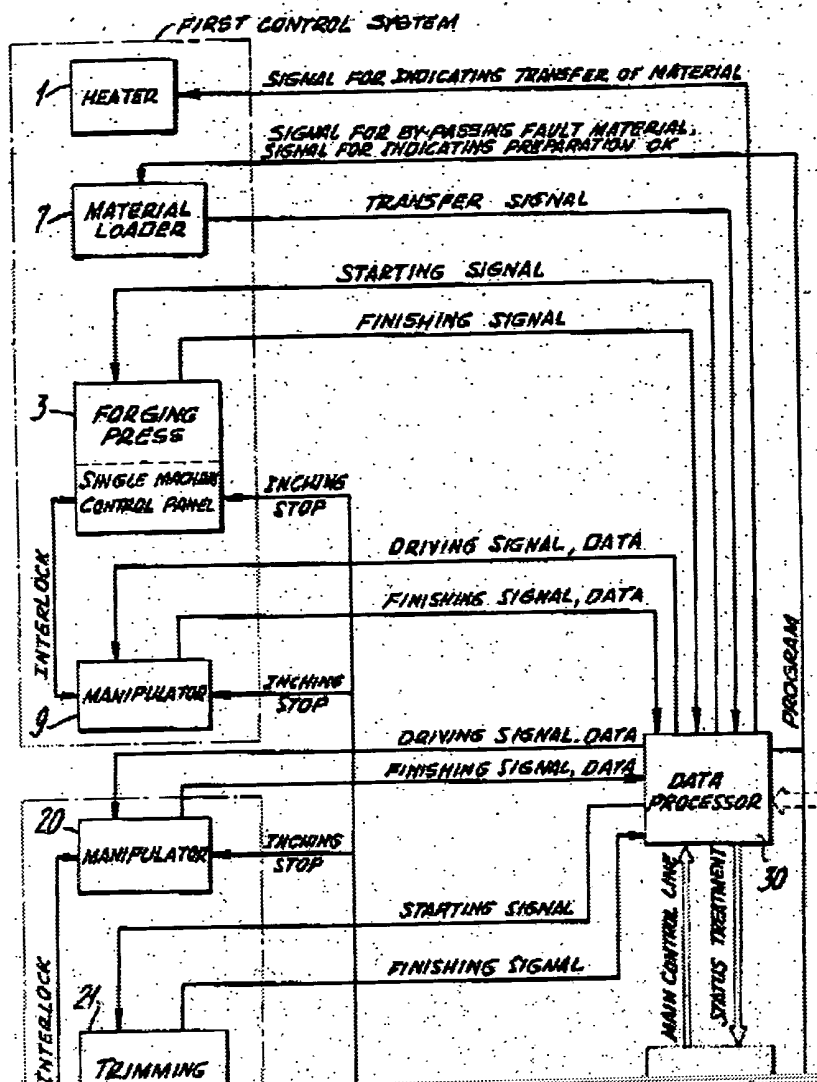 FIRST CONTROL SYSTEM
1
HEATER
SIGNAL FOR INDICATING TRANSFER OF MATERIAL
SIGNAL FOR BY-PASSING FAULT MATERIAL,
SIGNAL FOR INDICATING PREPARATION OK
7
MATERIAL
LOADER
TRANSFER SIGNAL
STARTING SIGNAL
FINISHING SIGNAL
3
FORGING
PRESS
SINGLE MACHINE
CONTROL PANEL
INCHING
STOP
INTERLOCK
DRIVING SIGNAL, DATA
FINISHING SIGNAL, DATA
MANIPULATOR
9
INCHING
STOP
PROGRAM
DRIVING SIGNAL, DATA
FINISHING SIGNAL, DATA
DATA
PROCESSOR
30
20
MANIPULATOR
INCHING
STOP
STARTING SIGNAL
FINISHING SIGNAL
MAIN CONTROL LINE
STATUS TREATMENT
INTERLOCK
21
TRIMMING